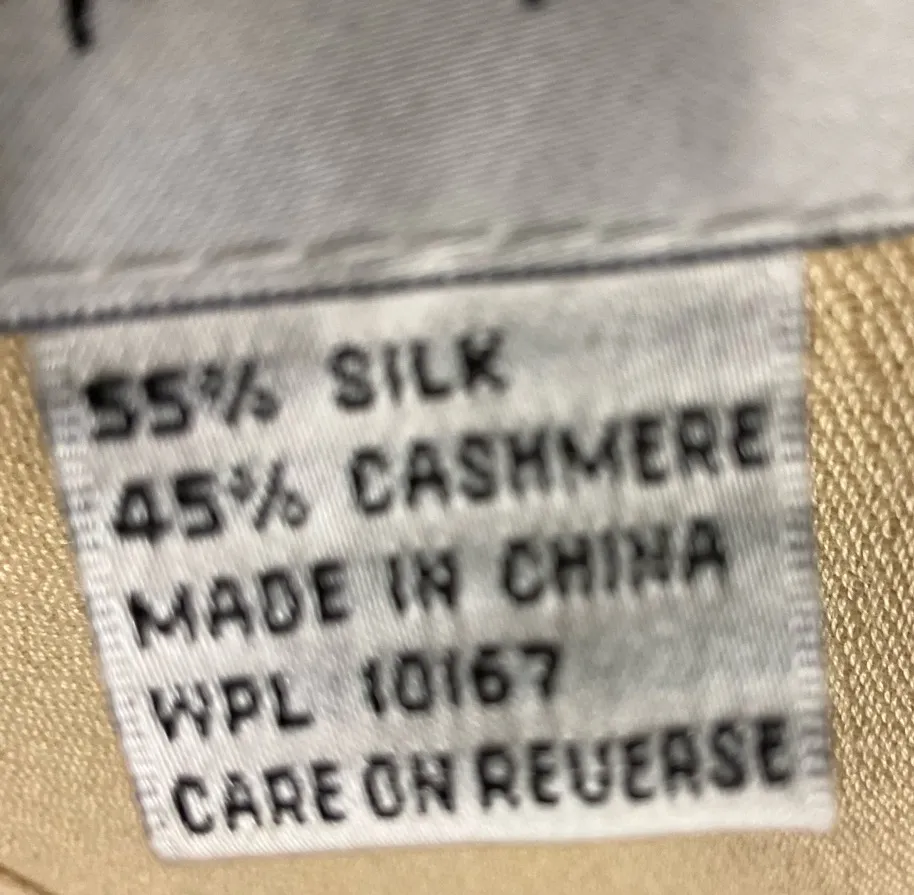 55% SILK
45% CASHMERE
MADE IN CHINA
WPL 10167
CARE ON REVERSE